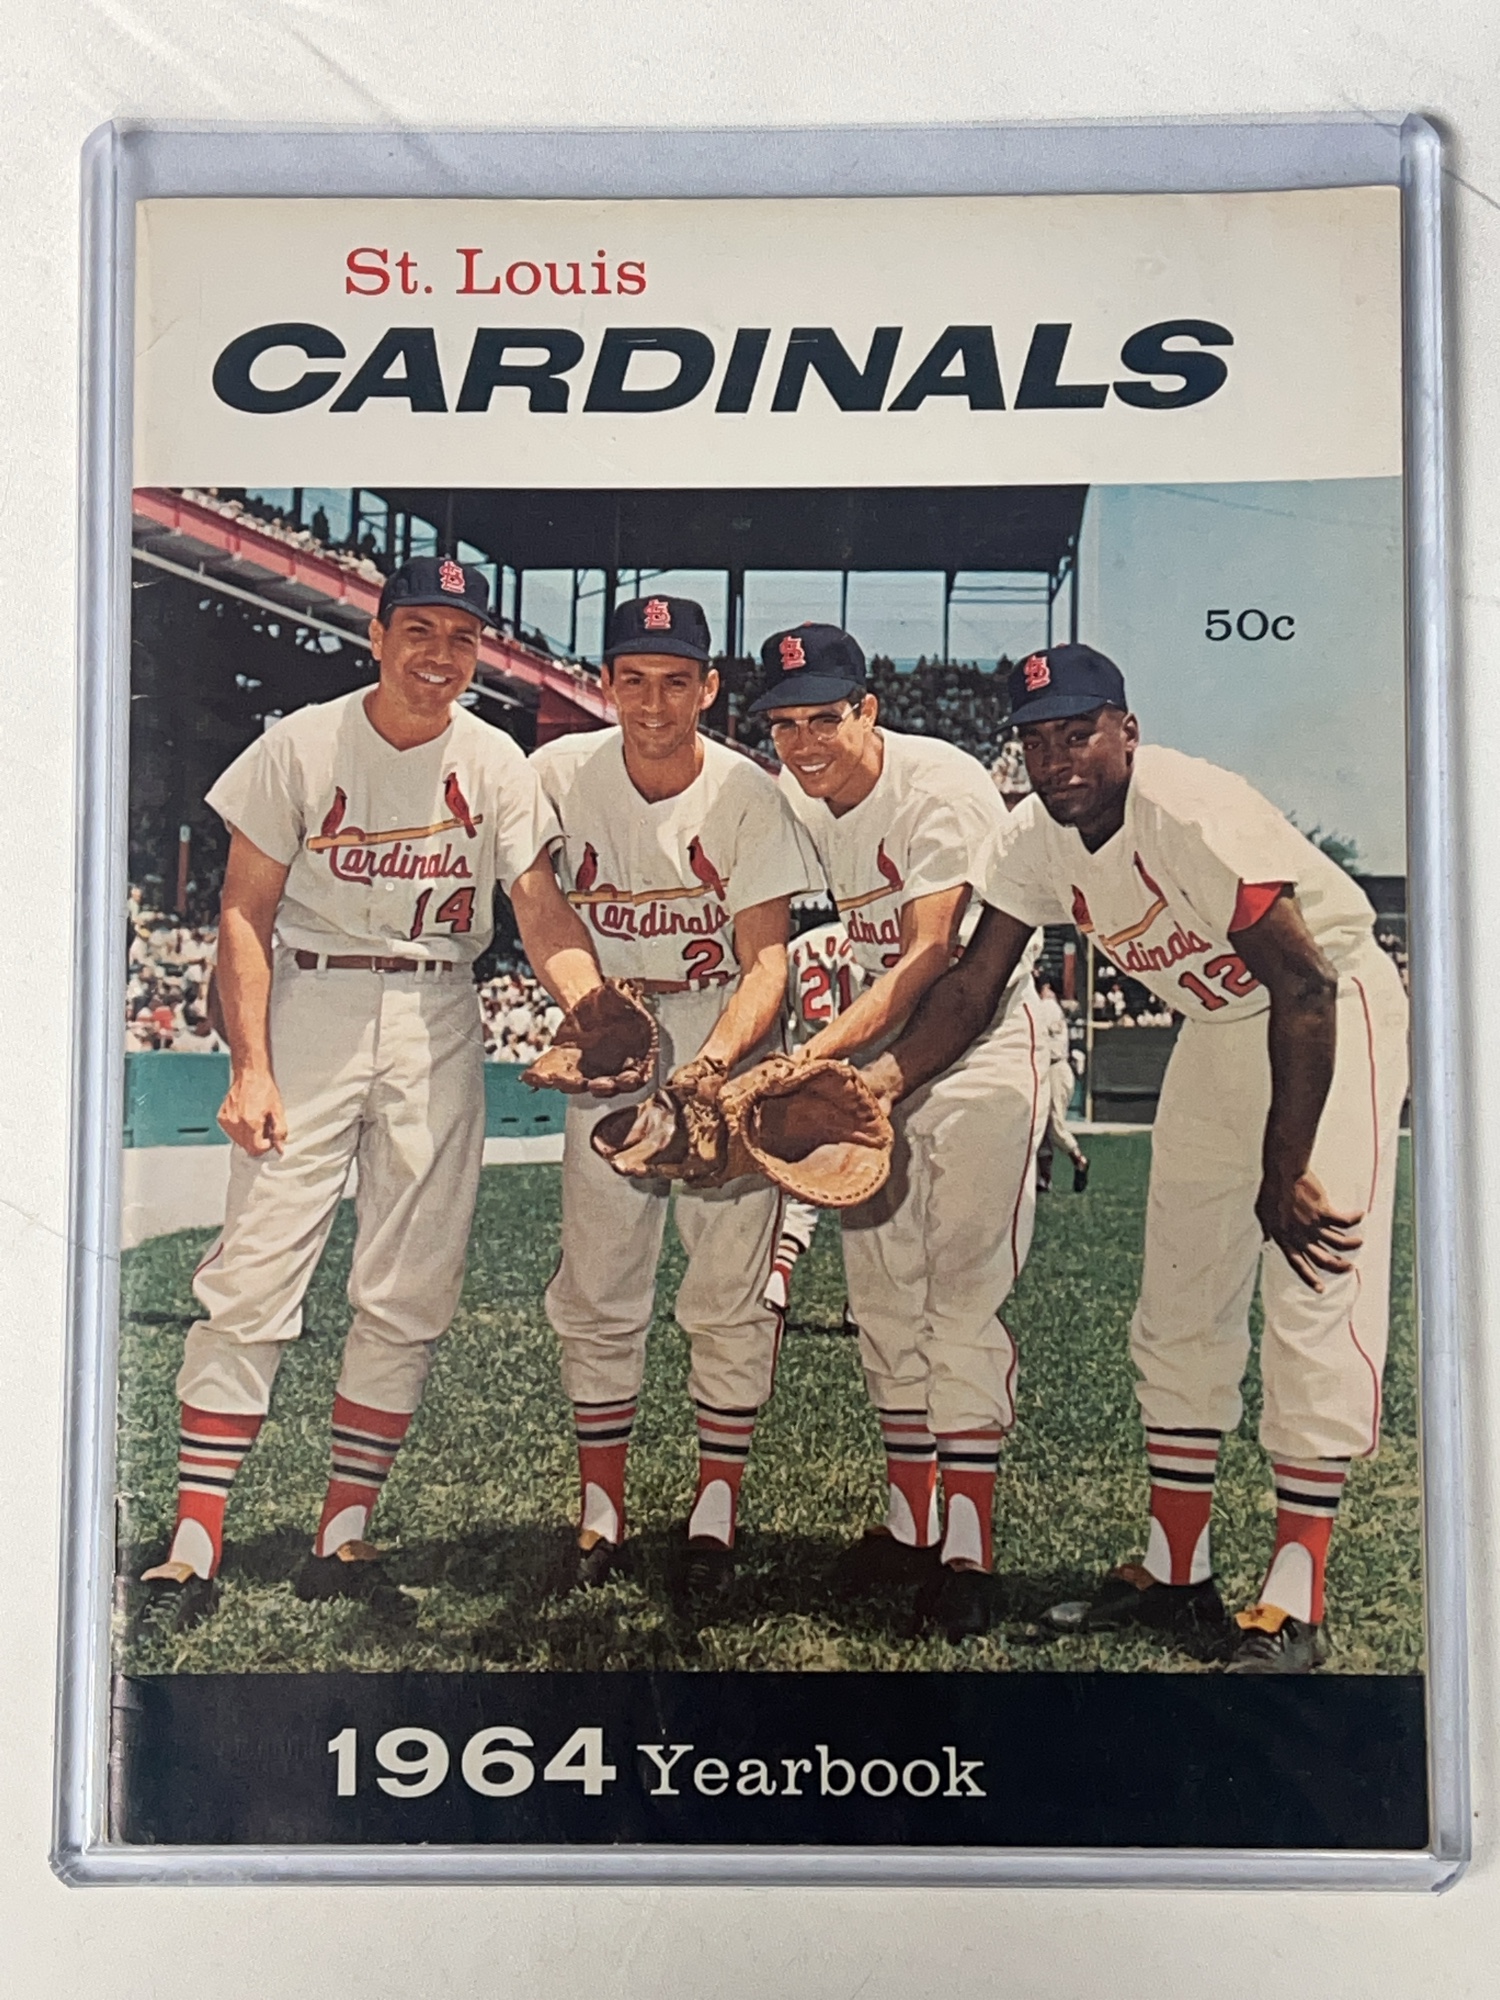 St. Louis
CARDINALS
50c
Cardinals
14
Cardinals
2
21
Cardinals
12
1964 Yearbook